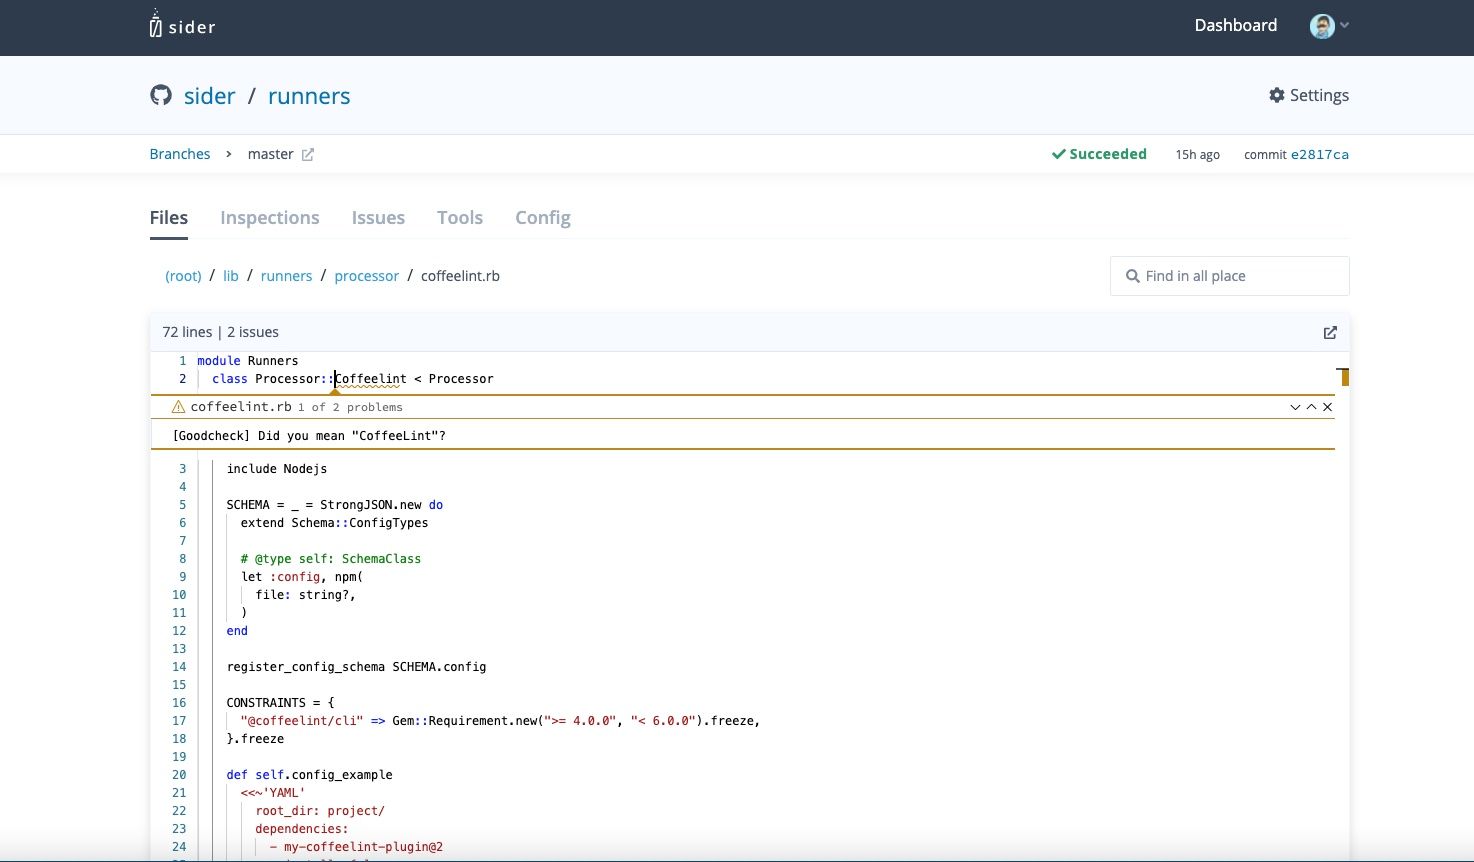 sider
Dashboard
sider / runners
Settings
Branches > master
Succeeded 15h ago commit e2817ca
Files Inspections Issues Tools Config
(root) / lib / runners / processor / coffeelint.rb
Find in all place
72 lines | 2 issues
1 module Runners
2 class Processor::Coffeelint < Processor
coffeelint.rb 1 of 2 problems
[Goodcheck] Did you mean "CoffeeLint"?
3 include Nodejs
4
5 SCHEMA = _ = StrongJSON.new do
6 extend Schema::ConfigTypes
7
8 # @type self: SchemaClass
9 let :config, npm(
10 file: string?,
11 )
12 end
13
14 register_config_schema SCHEMA.config
15
16 CONSTRAINTS = {
17 "@coffeelint/cli" => Gem::Requirement.new(">= 4.0.0", "< 6.0.0").freeze,
18 }.freeze
19
20 def self.config_example
21 <<~'YAML'
22 root_dir: project/
23 dependencies:
24 - my-coffeelint-plugin@2